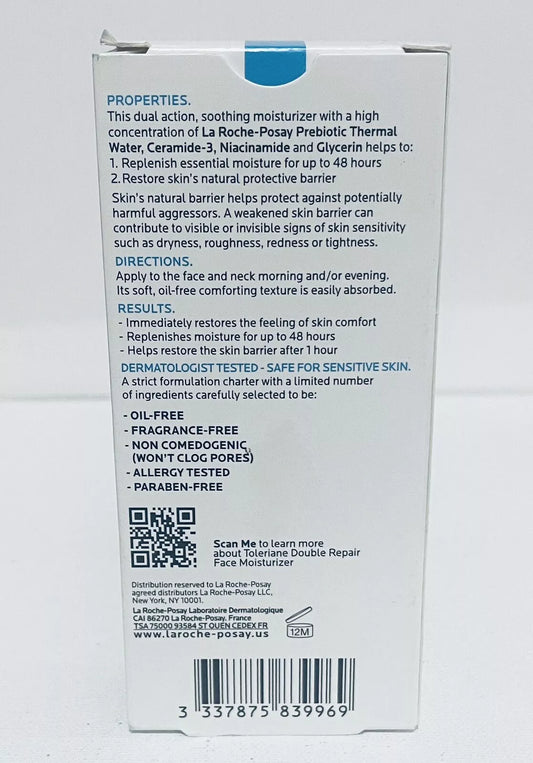 PROPERTIES.
This dual action, soothing moisturizer with a high
concentration of La Roche-Posay Prebiotic Thermal
Water, Ceramide-3, Niacinamide and Glycerin helps to:
1. Replenish essential moisture for up to 48 hours
2. Restore skin's natural protective barrier
Skin's natural barrier helps protect against potentially
harmful aggressors. A weakened skin barrier can
contribute to visible or invisible signs of skin sensitivity
such as dryness, roughness, redness or tightness.
DIRECTIONS.
Apply to the face and neck morning and/or evening.
Its soft, oil-free comforting texture is easily absorbed.
RESULTS.
- Immediately restores the feeling of skin comfort
- Replenishes moisture for up to 48 hours
- Helps restore the skin barrier after 1 hour
DERMATOLOGIST TESTED - SAFE FOR SENSITIVE SKIN.
A strict formulation charter with a limited number
of ingredients carefully selected to be:
- OIL-FREE
- FRAGRANCE-FREE
- NON COMEDOGENIC
(WON'T CLOG PORES)
- ALLERGY TESTED
- PARABEN-FREE
Scan Me to learn more
about Toleriane Double Repair
Face Moisturizer
Distribution reserved to La Roche-Posay
agreed distributors La Roche-Posay LLC,
New York, NY 10001.
La Roche-Posay Laboratoire Dermatologique
CAI 86270 La Roche-Posay, France
TSA 75000 93584 ST OUEN CEDEX FR
www.laroche-posay.us
12M
3 337875 839969